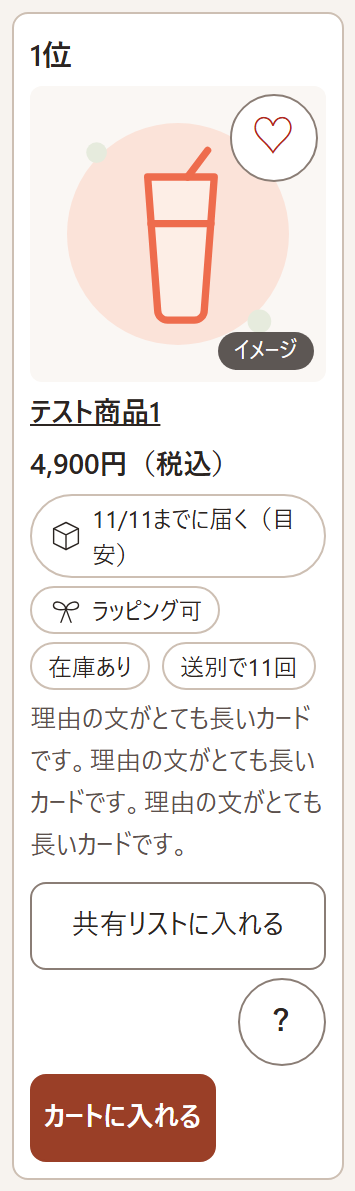 1位
イメージ
テスト商品1
4,900円（税込）
11/11までに届く（目
安）
ラッピング可
在庫あり
送別で11回
理由の文がとても長いカード
です。理由の文がとても長い
カードです。理由の文がとても
長いカードです。
共有リストに入れる
?
カートに入れる